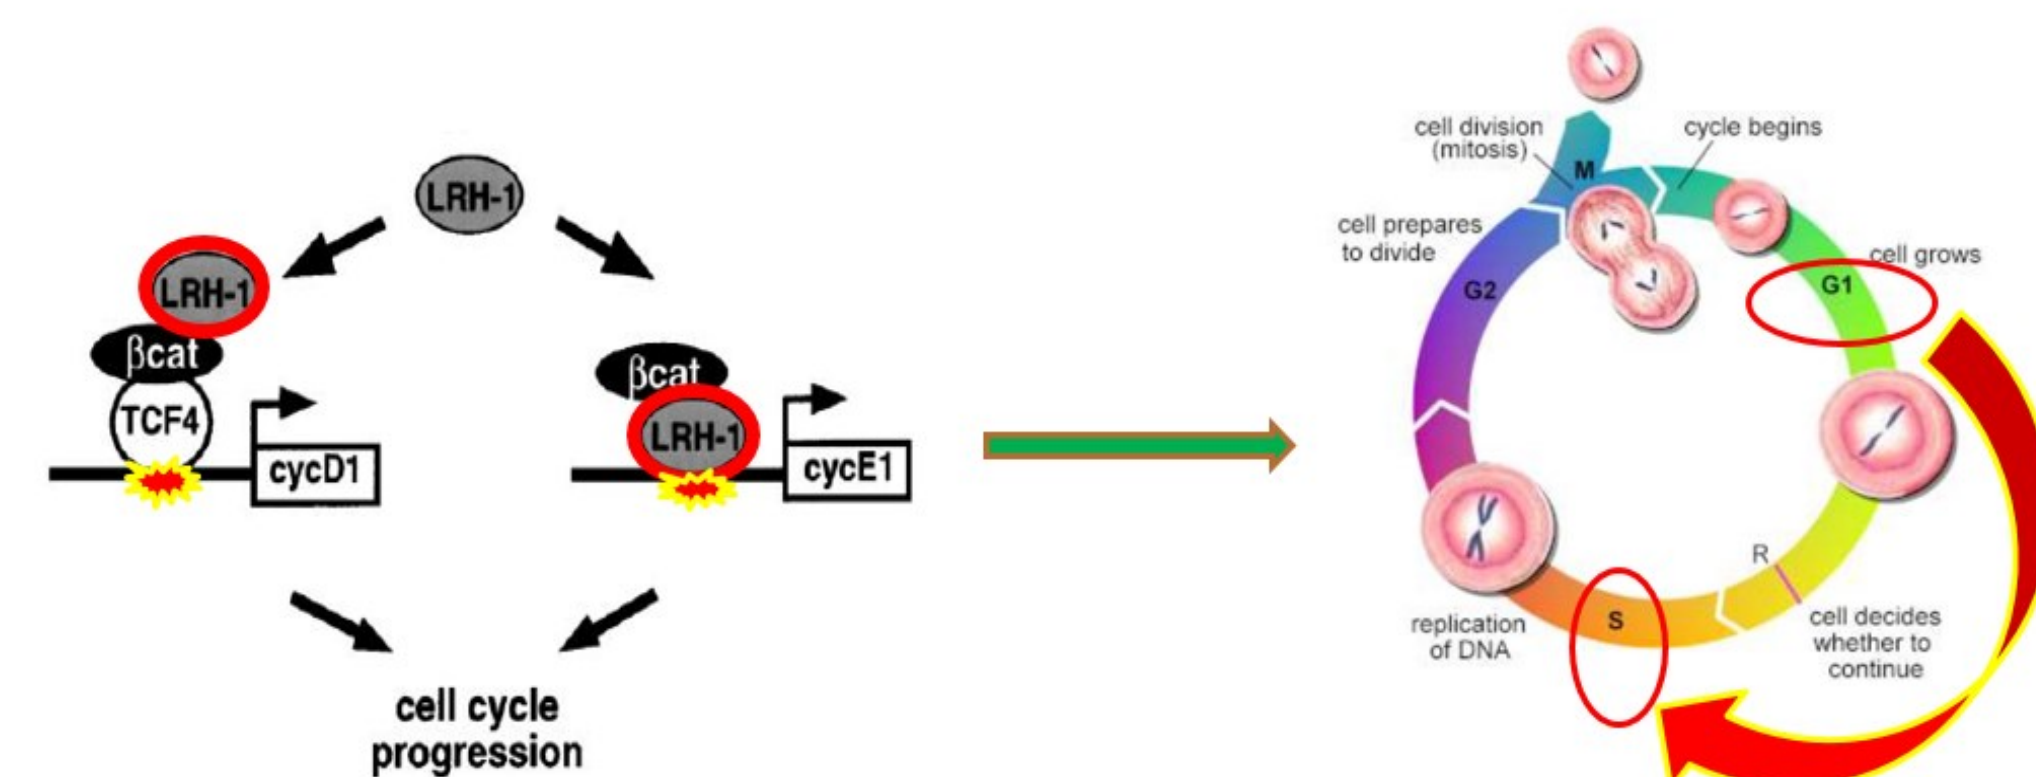 LRH-1
LRH-1
βcat
TCF4
cycD1
βcat
LRH-1
cycE1
cell cycle
progression
cell division
(mitosis)
cycle begins
M
cell prepares
to divide
cell grows
G1
G2
R
S
replication
of DNA
cell decides
whether to
continue